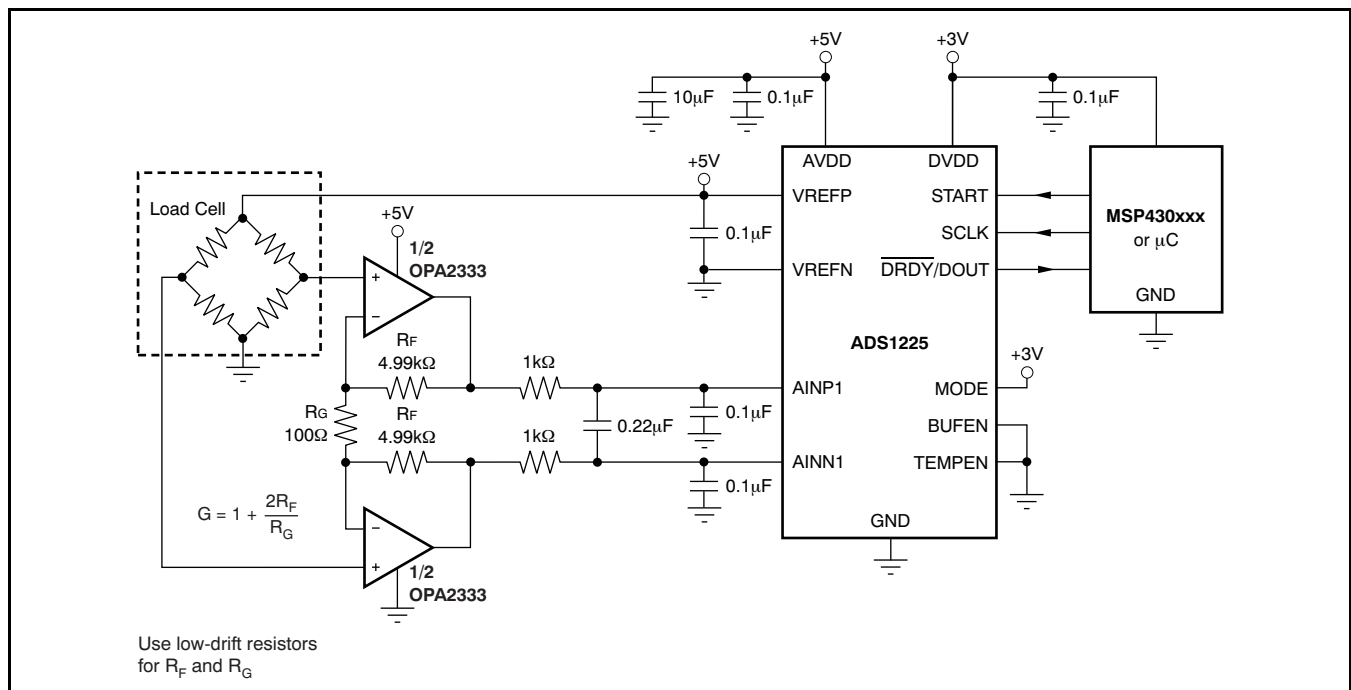 +5V
+3V
10µF
0.1µF
0.1µF
AVDD
DVDD
+5V
VREFP
START
Load Cell
MSP430xxx
or µC
+5V
0.1µF
SCLK
1/2
OPA2333
VREFN
DRDY/DOUT
GND
+
−
ADS1225
RF
4.99kΩ
1kΩ
+3V
AINP1
MODE
RG
100Ω
RF
4.99kΩ
0.22µF
0.1µF
BUFEN
1kΩ
AINN1
TEMPEN
0.1µF
G = 1 + 2RF
RG
GND
−
+
1/2
OPA2333
Use low-drift resistors
for RF and RG